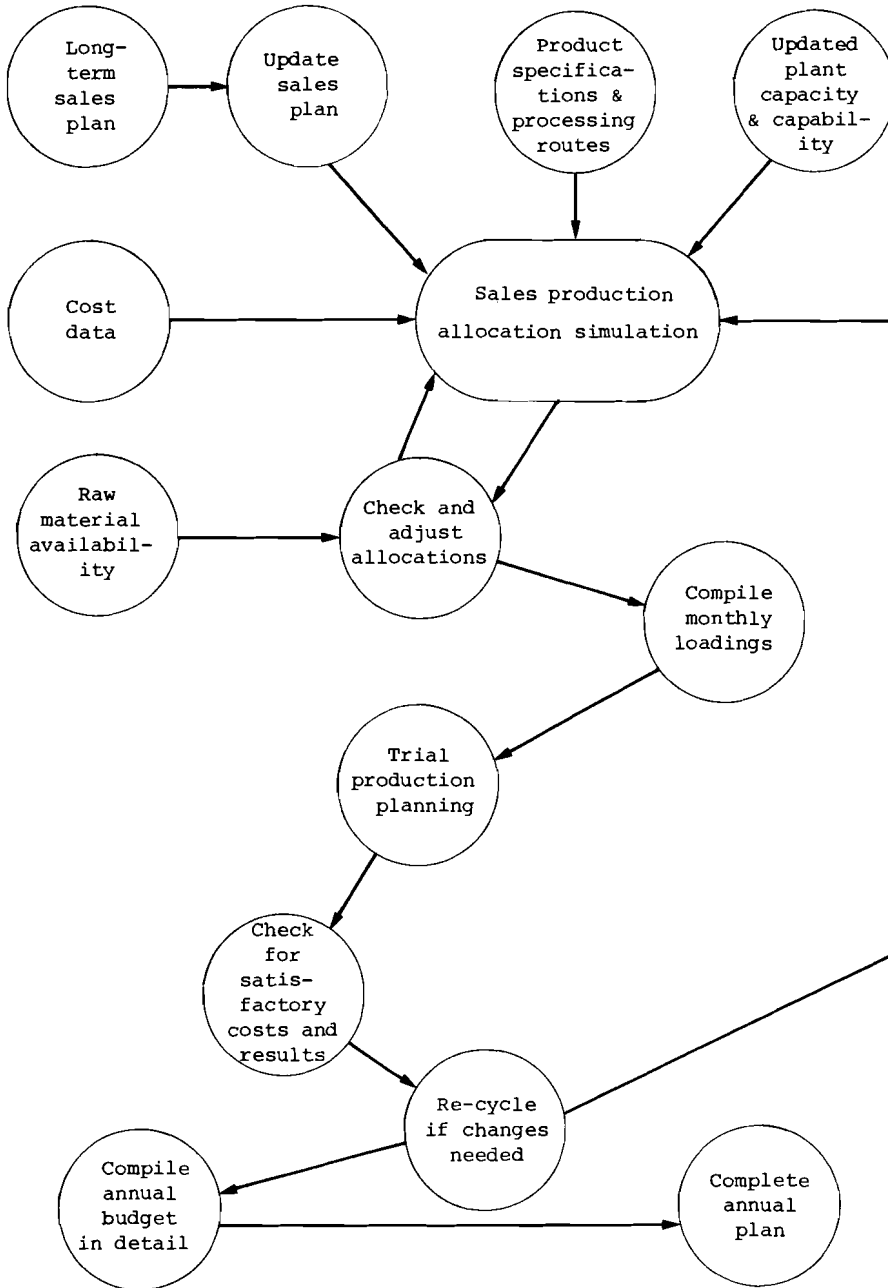 Long-
term
sales
plan
Update
sales
plan
Product
specifica-
tions &
processing
routes
Updated
plant
capacity
& capabil-
ity
Cost
data
Sales production
allocation simulation
Raw
material
availabil-
ity
Check and
adjust
allocations
Compile
monthly
loadings
Trial
production
planning
Check
for
satis-
factory
costs and
results
Re-cycle
if changes
needed
Compile
annual
budget
in detail
Complete
annual
plan